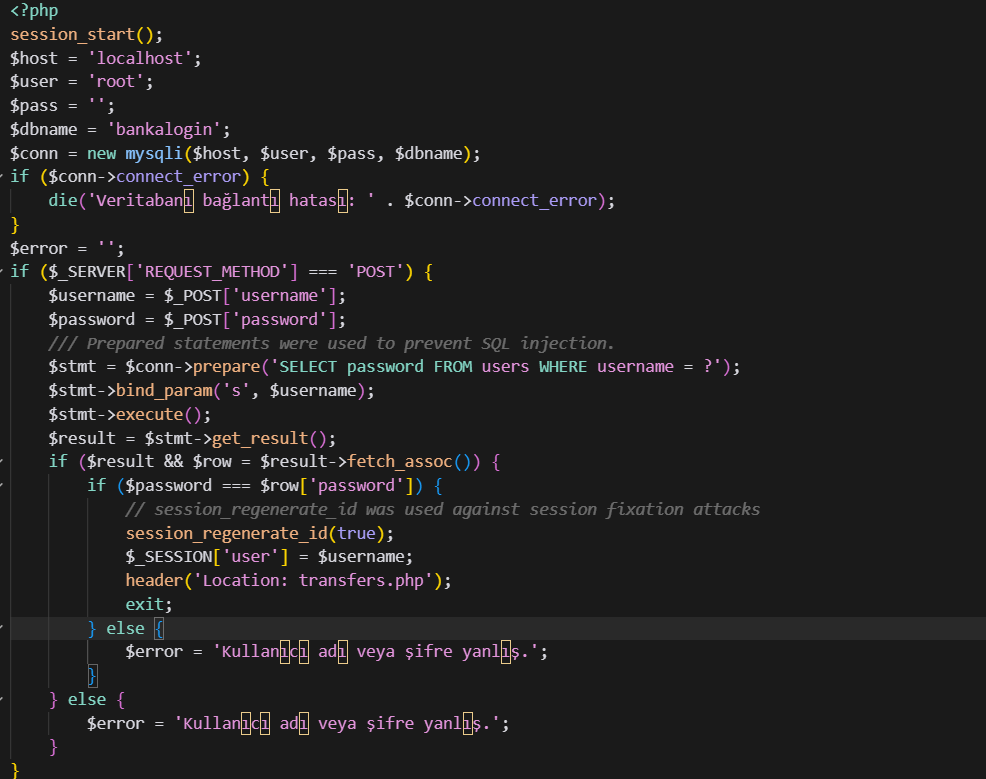 <?php
session_start();
$host = 'localhost';
$user = 'root';
$pass = '';
$dbname = 'bankalogin';
$conn = new mysqli($host, $user, $pass, $dbname);
if ($conn->connect_error) {
    die('Veritabanı bağlantı hatası: ' . $conn->connect_error);
}
$error = '';
if ($_SERVER['REQUEST_METHOD'] === 'POST') {
    $username = $_POST['username'];
    $password = $_POST['password'];
    /// Prepared statements were used to prevent SQL injection.
    $stmt = $conn->prepare('SELECT password FROM users WHERE username = ?');
    $stmt->bind_param('s', $username);
    $stmt->execute();
    $result = $stmt->get_result();
    if ($result && $row = $result->fetch_assoc()) {
        if ($password === $row['password']) {
            // session_regenerate_id was used against session fixation attacks
            session_regenerate_id(true);
            $_SESSION['user'] = $username;
            header('Location: transfers.php');
            exit;
        } else {
            $error = 'Kullanıcı adı veya şifre yanlış.';
        }
    } else {
        $error = 'Kullanıcı adı veya şifre yanlış.';
    }
}